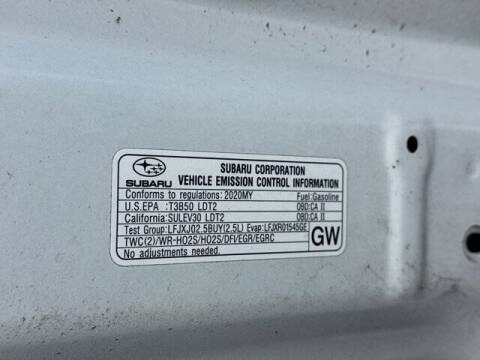 SUBARU CORPORATION
SUBARU VEHICLE EMISSION CONTROL INFORMATION
Conforms to regulations:2020MY Fuel:Gasoline
U.S.EPA :T3B50 LDT2 OBD:CA II
California:SULEV30 LDT2 OBD:CA II
Test Group:LFJXJ02.5BUY(2.5L) Evap:LFJXR0154SGE
TWC(2)/WR-HO2S/HO2S/DFI/EGR/EGRC GW
No adjustments needed.